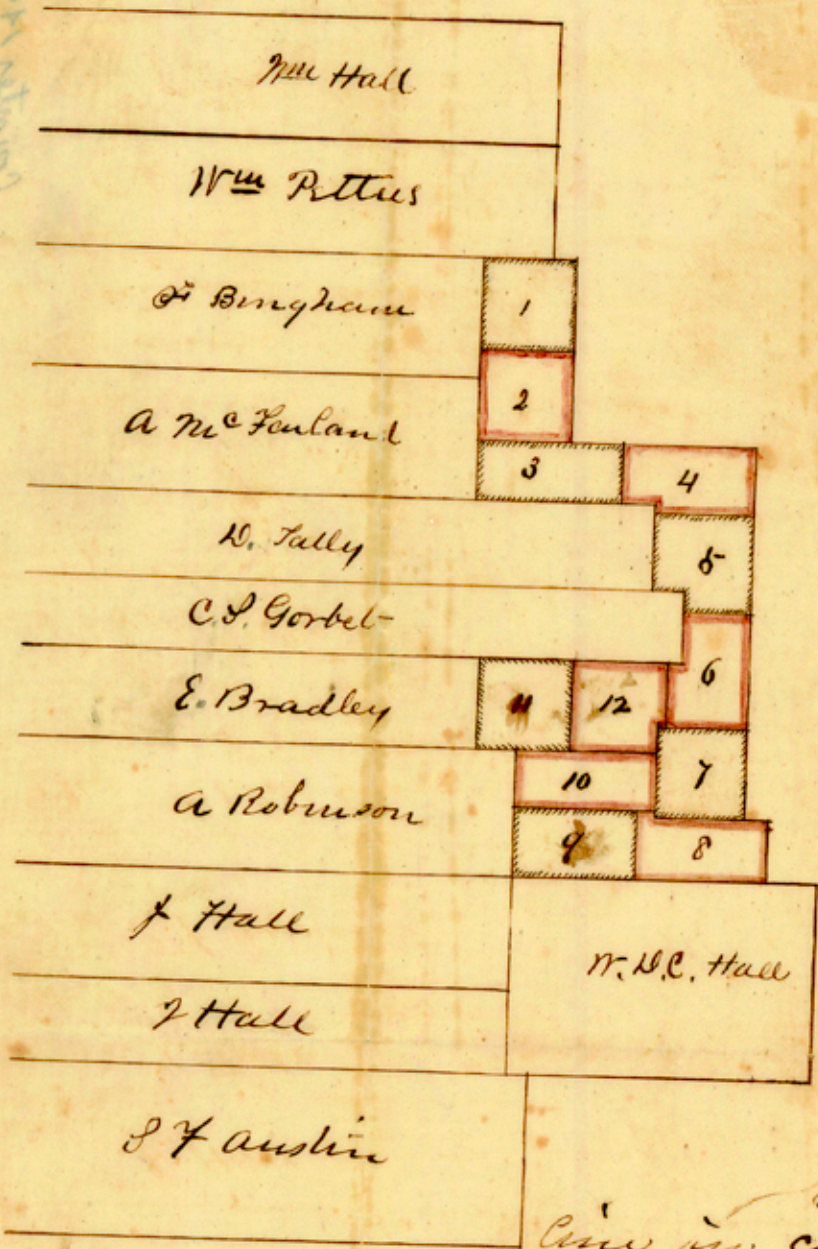 Wm Hall
Wm Pettus
F Bingham
1
2
A McFarland
3
4
D. Tally
5
C.S. Gorbet
6
E. Bradley
11
12
7
10
A Robinson
9
8
J Hall
W.D.C. Hall
J Hall
S F Austin